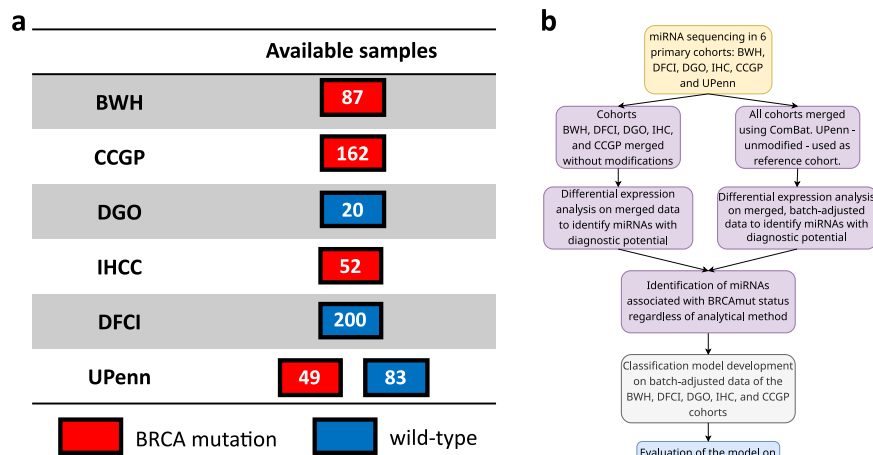 a
Available samples
BWH
87
CCGP
162
DGO
20
IHCC
52
DFCI
200
UPenn
49 83
BRCA mutation
wild-type
b
miRNA sequencing in 6
primary cohorts: BWH,
DFCI, DGO, IHC, CCGP
and UPenn
Cohorts
BWH, DFCI, DGO, IHC,
and CCGP merged
without modifications
All cohorts merged
using ComBat. UPenn -
unmodified - used as
reference cohort.
Differential expression
analysis on merged data
to identify miRNAs with
diagnostic potential
Differential expression analysis
on merged, batch-adjusted
data to identify miRNAs with
diagnostic potential
Identification of miRNAs
associated with BRCAmut status
regardless of analytical method
Classification model development
on batch-adjusted data of the
BWH, DFCI, DGO, IHC, and CCGP
cohorts
Evaluation of the model on